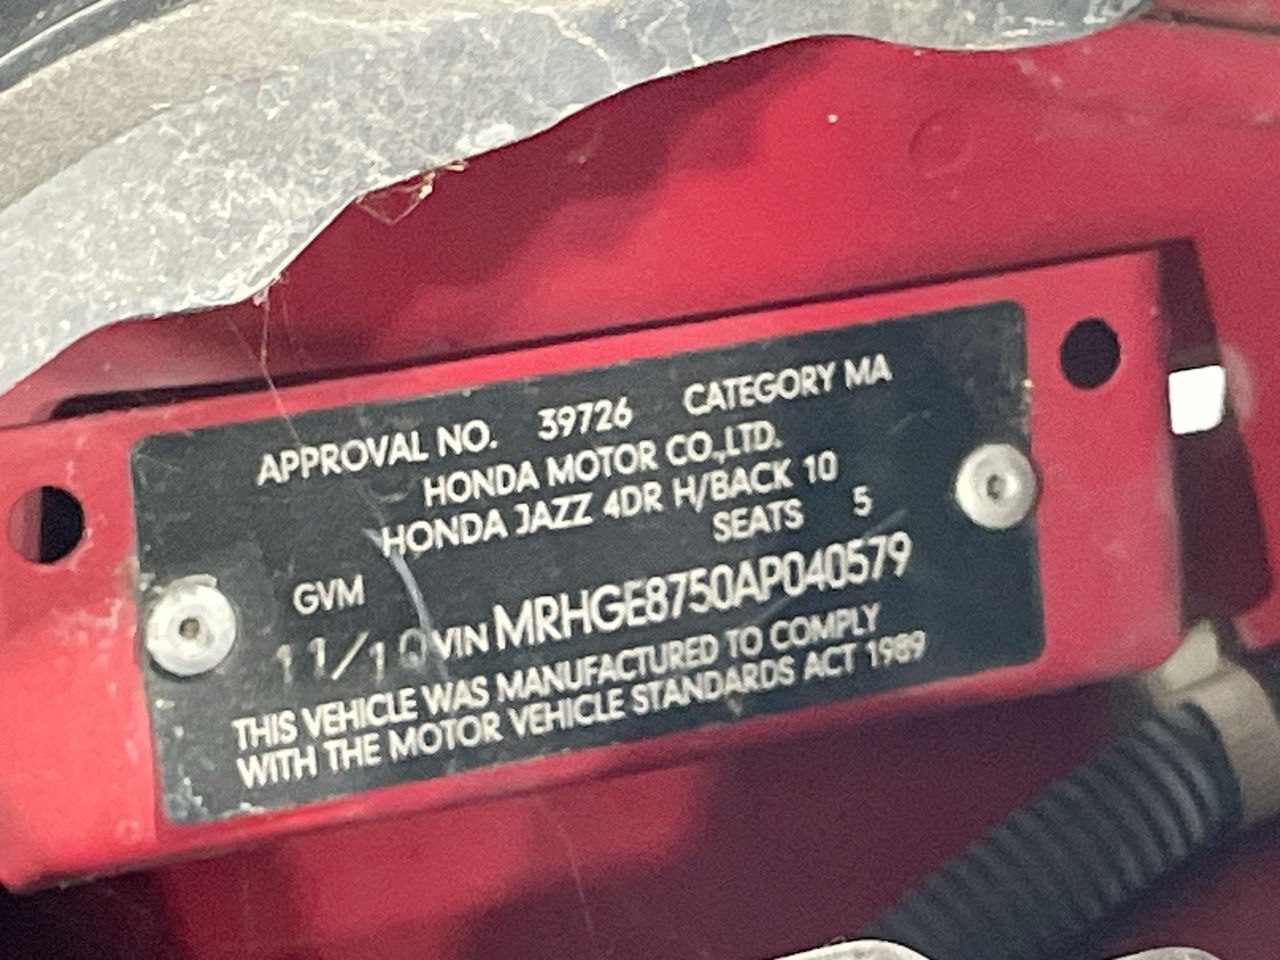 APPROVAL NO. 39726 CATEGORY MA
HONDA MOTOR CO.,LTD.
HONDA JAZZ 4DR H/BACK 10
SEATS 5
GVM
11/10 VIN MRHGE8750AP040579
THIS VEHICLE WAS MANUFACTURED TO COMPLY
WITH THE MOTOR VEHICLE STANDARDS ACT 1989